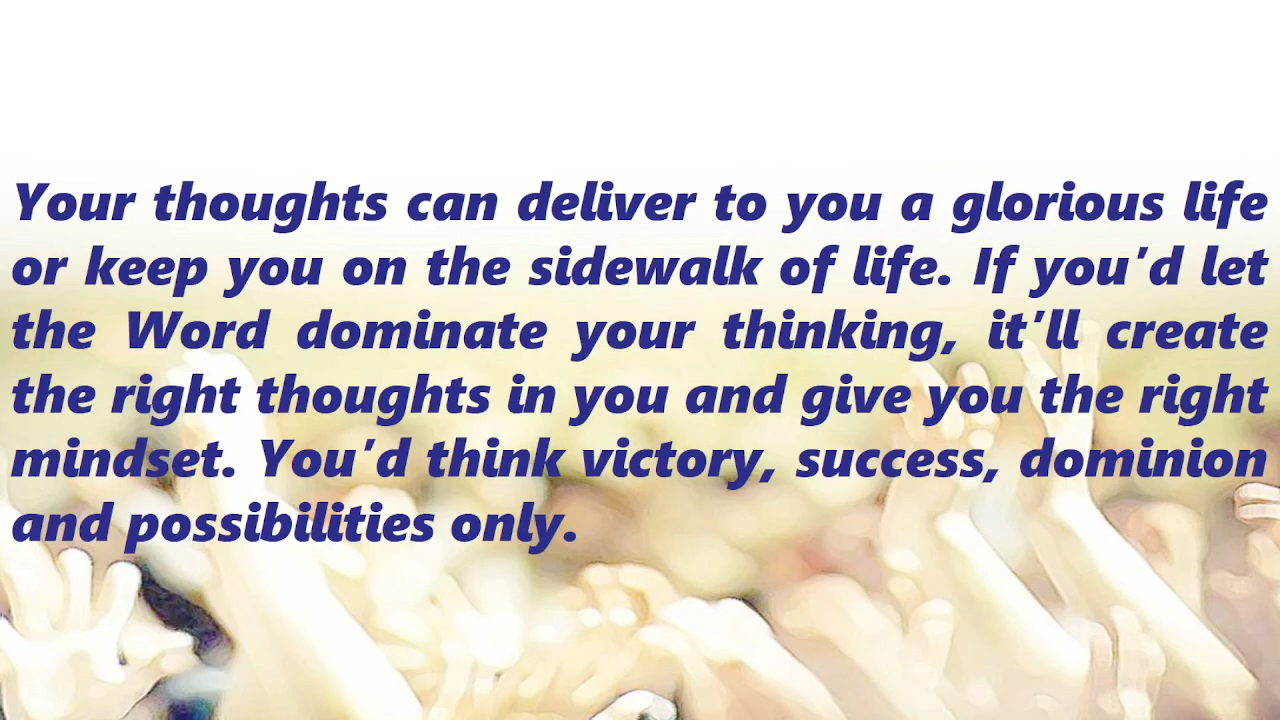 Your thoughts can deliver to you a glorious life
or keep you on the sidewalk of life. If you'd let
the Word dominate your thinking, it'll create
the right thoughts in you and give you the right
mindset. You'd think victory, success, dominion
and possibilities only.